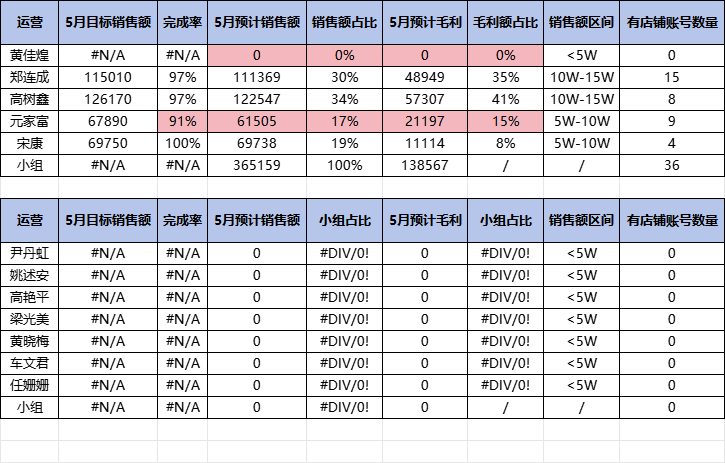 运营 5月目标销售额 完成率 5月预计销售额 销售额占比 5月预计毛利 毛利额占比 销售额区间 有店铺账号数量
黄佳煌 #N/A #N/A 0 0% 0 0% <5W 0
郑连成 115010 97% 111369 30% 48949 35% 10W-15W 15
高树鑫 126170 97% 122547 34% 57307 41% 10W-15W 8
元家富 67890 91% 61505 17% 21197 15% 5W-10W 9
宋康 69750 100% 69738 19% 11114 8% 5W-10W 4
小组 #N/A #N/A 365159 100% 138567 / / 36
运营 5月目标销售额 完成率 5月预计销售额 小组占比 5月预计毛利 小组占比 销售额区间 有店铺账号数量
尹丹虹 #N/A #N/A 0 #DIV/0! 0 #DIV/0! <5W 0
姚述安 #N/A #N/A 0 #DIV/0! 0 #DIV/0! <5W 0
高艳平 #N/A #N/A 0 #DIV/0! 0 #DIV/0! <5W 0
梁光美 #N/A #N/A 0 #DIV/0! 0 #DIV/0! <5W 0
黄晓梅 #N/A #N/A 0 #DIV/0! 0 #DIV/0! <5W 0
车文君 #N/A #N/A 0 #DIV/0! 0 #DIV/0! <5W 0
任姗姗 #N/A #N/A 0 #DIV/0! 0 #DIV/0! <5W 0
小组 #N/A #N/A 0 #DIV/0! 0 / / 0